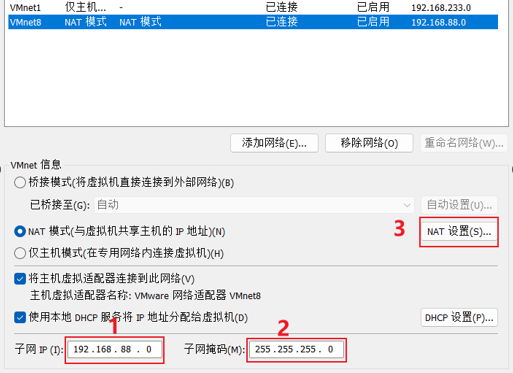 VMnet1 仅主机... - 已连接 已启用 192.168.233.0
VMnet8 NAT 模式 NAT 模式 已连接 已启用 192.168.88.0
添加网络(E)... 移除网络(O) 重命名网络(W)...
VMnet 信息
桥接模式(将虚拟机直接连接到外部网络)(B)
已桥接至(G): 自动 自动设置(U)...
3
NAT 模式(与虚拟机共享主机的 IP 地址)(N) NAT 设置(S)...
仅主机模式(在专用网络内连接虚拟机)(H)
将主机虚拟适配器连接到此网络(V)
主机虚拟适配器名称: VMware 网络适配器 VMnet8
使用本地 DHCP 服务将 IP 地址分配给虚拟机(D) DHCP 设置(P)...
1 2
子网 IP (I): 192 . 168 . 88 . 0 子网掩码(M): 255 . 255 . 255 . 0